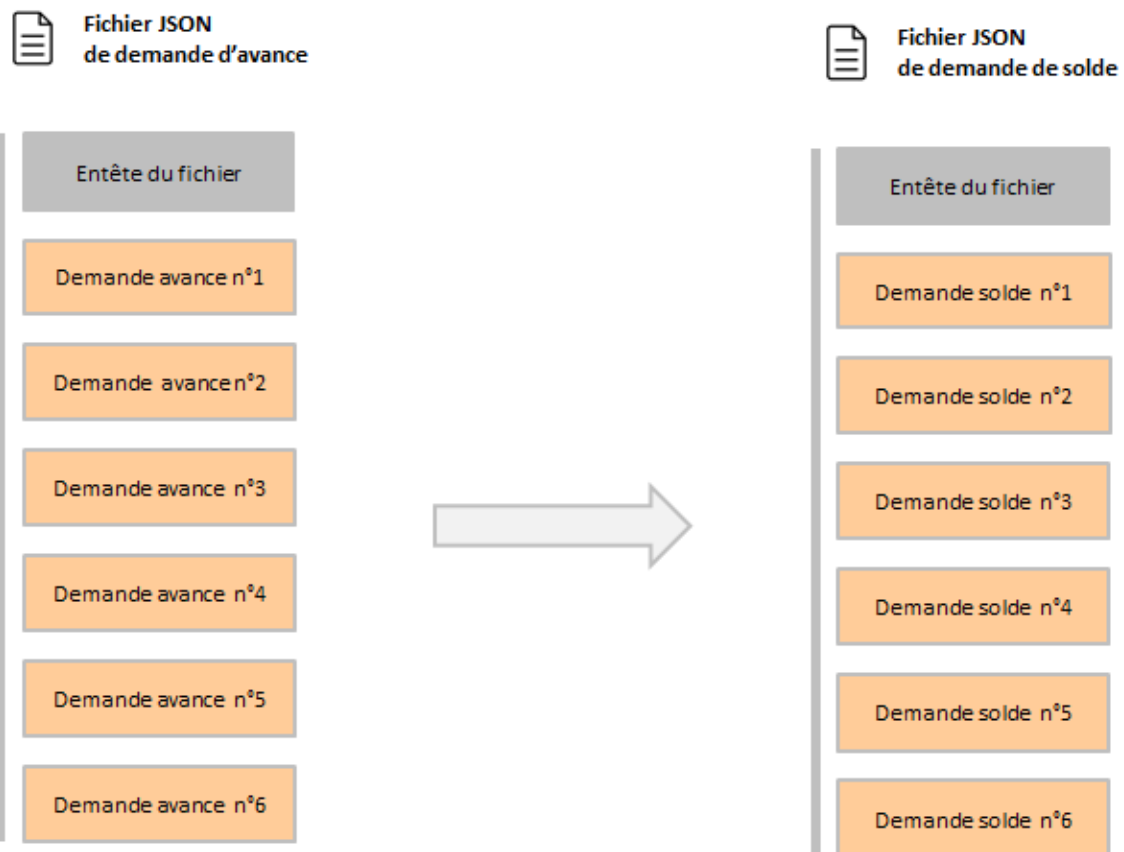 Fichier JSON
de demande d'avance
Entête du fichier
Demande avance n°1
Demande avance n°2
Demande avance n°3
Demande avance n°4
Demande avance n°5
Demande avance n°6
Fichier JSON
de demande de solde
Entête du fichier
Demande solde n°1
Demande solde n°2
Demande solde n°3
Demande solde n°4
Demande solde n°5
Demande solde n°6